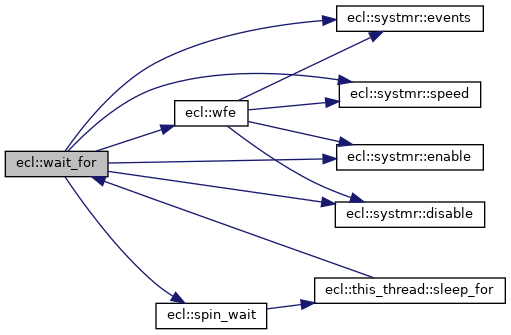 ecl::systmr::events
ecl::systmr::speed
ecl::wfe
ecl::systmr::enable
ecl::wait_for
ecl::systmr::disable
ecl::this_thread::sleep_for
ecl::spin_wait